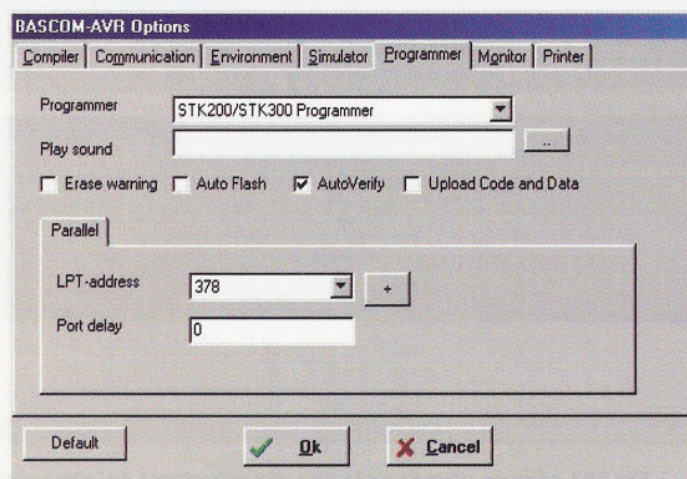 BASCOM-AVR Options
Compiler Communication Environment Simulator Programmer Monitor Printer
Programmer STK200/STK300 Programmer
Play sound ..
Erase warning Auto Flash AutoVerify Upload Code and Data
Parallel
LPT-address 378 +
Port delay 0
Default Ok Cancel